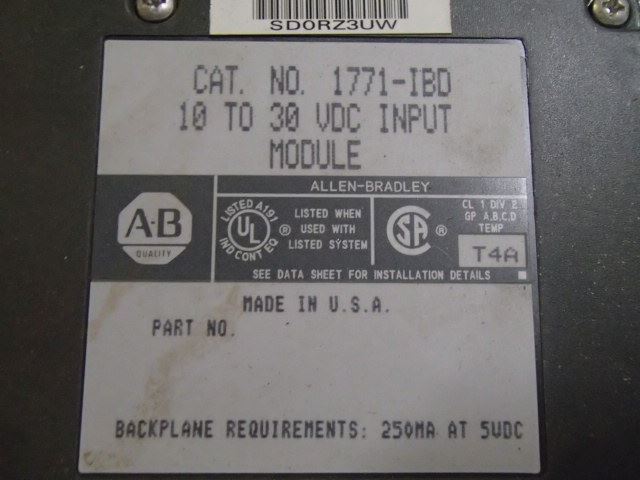 SD0RZ3UW
CAT. NO. 1771-IBD
10 TO 30 VDC INPUT
MODULE
ALLEN-BRADLEY
A-B
QUALITY
LISTED A191
UL
IND CONT EQ
®
LISTED WHEN
USED WITH
LISTED SYSTEM
SA
®
CL 1 DIV 2
GP A,B,C,D
TEMP
T4A
SEE DATA SHEET FOR INSTALLATION DETAILS
MADE IN U.S.A.
PART NO.
BACKPLANE REQUIREMENTS: 250MA AT 5VDC